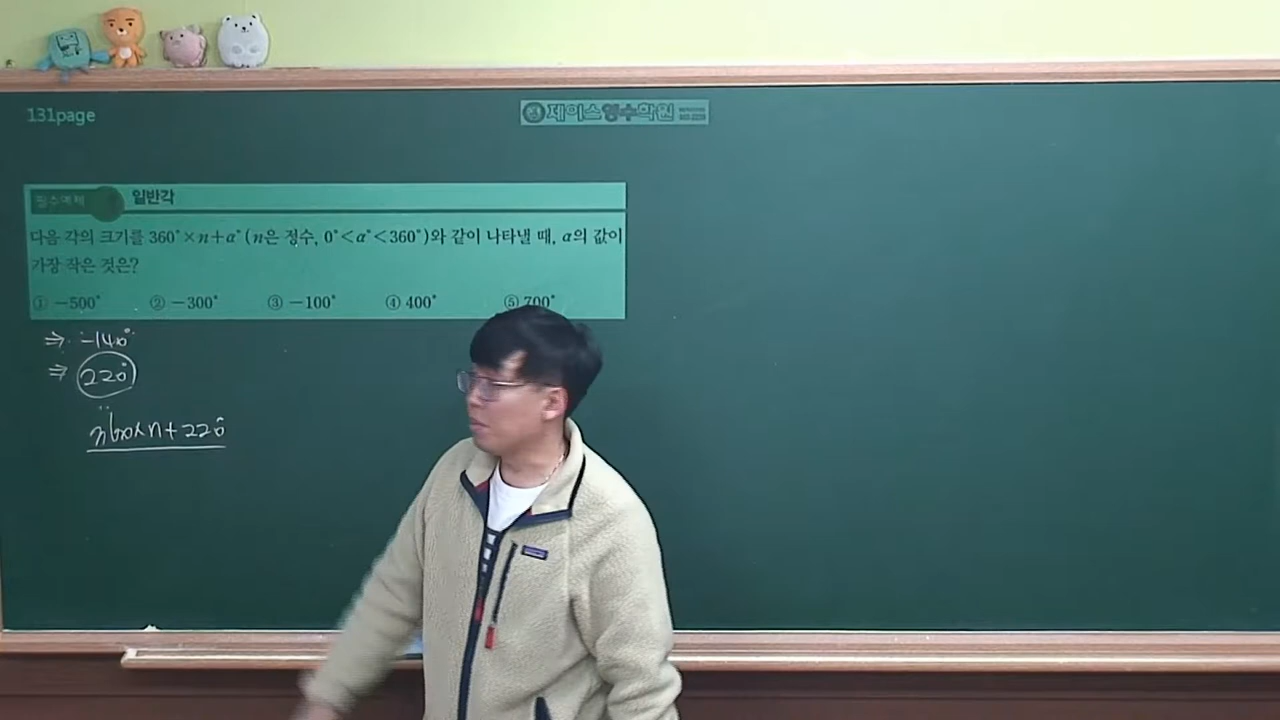 131page
제이스영수학원
필수예제 일반각
다음 각의 크기를 360°×n+α° (n은 정수, 0°<α°<360°)와 같이 나타낼 때, α의 값이
가장 작은 것은?
① −500° ② −300° ③ −100° ④ 400° ⑤ 700°
⇒ −140°
⇒ 220°
360×n+220°